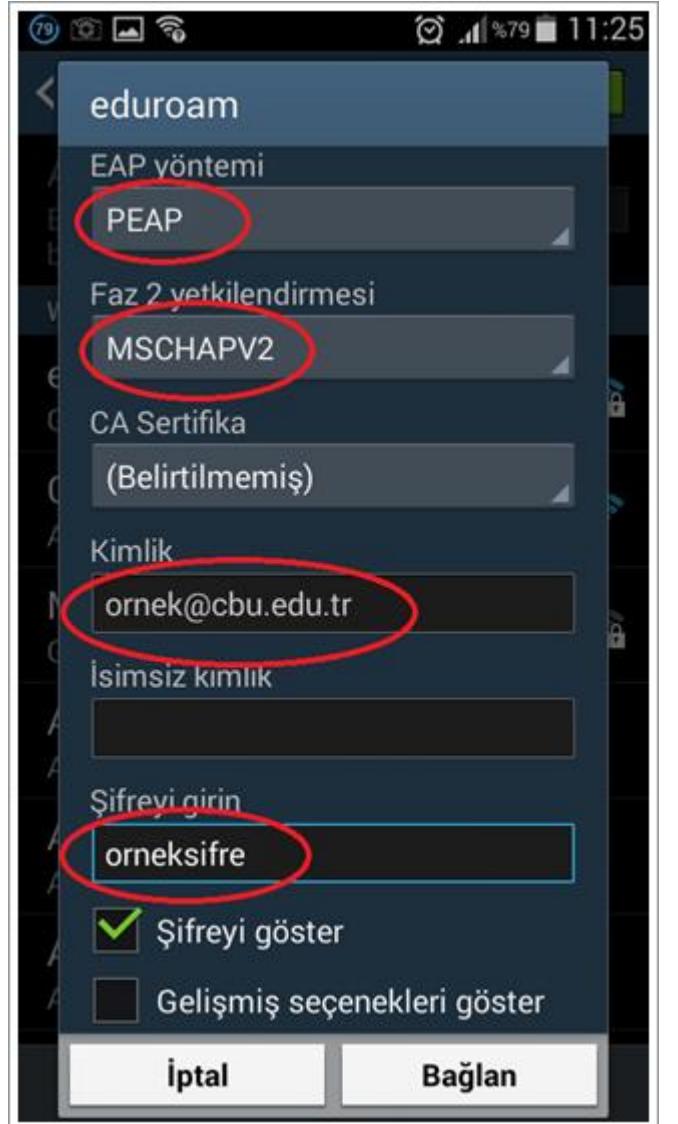 79
%79
11:25
eduroam
EAP yöntemi
PEAP
Faz 2 yetkilendirmesi
MSCHAPV2
CA Sertifika
(Belirtilmemiş)
Kimlik
ornek@cbu.edu.tr
İsimsiz kimlik
Şifreyi girin
orneksifre
Şifreyi göster
Gelişmiş seçenekleri göster
İptal
Bağlan